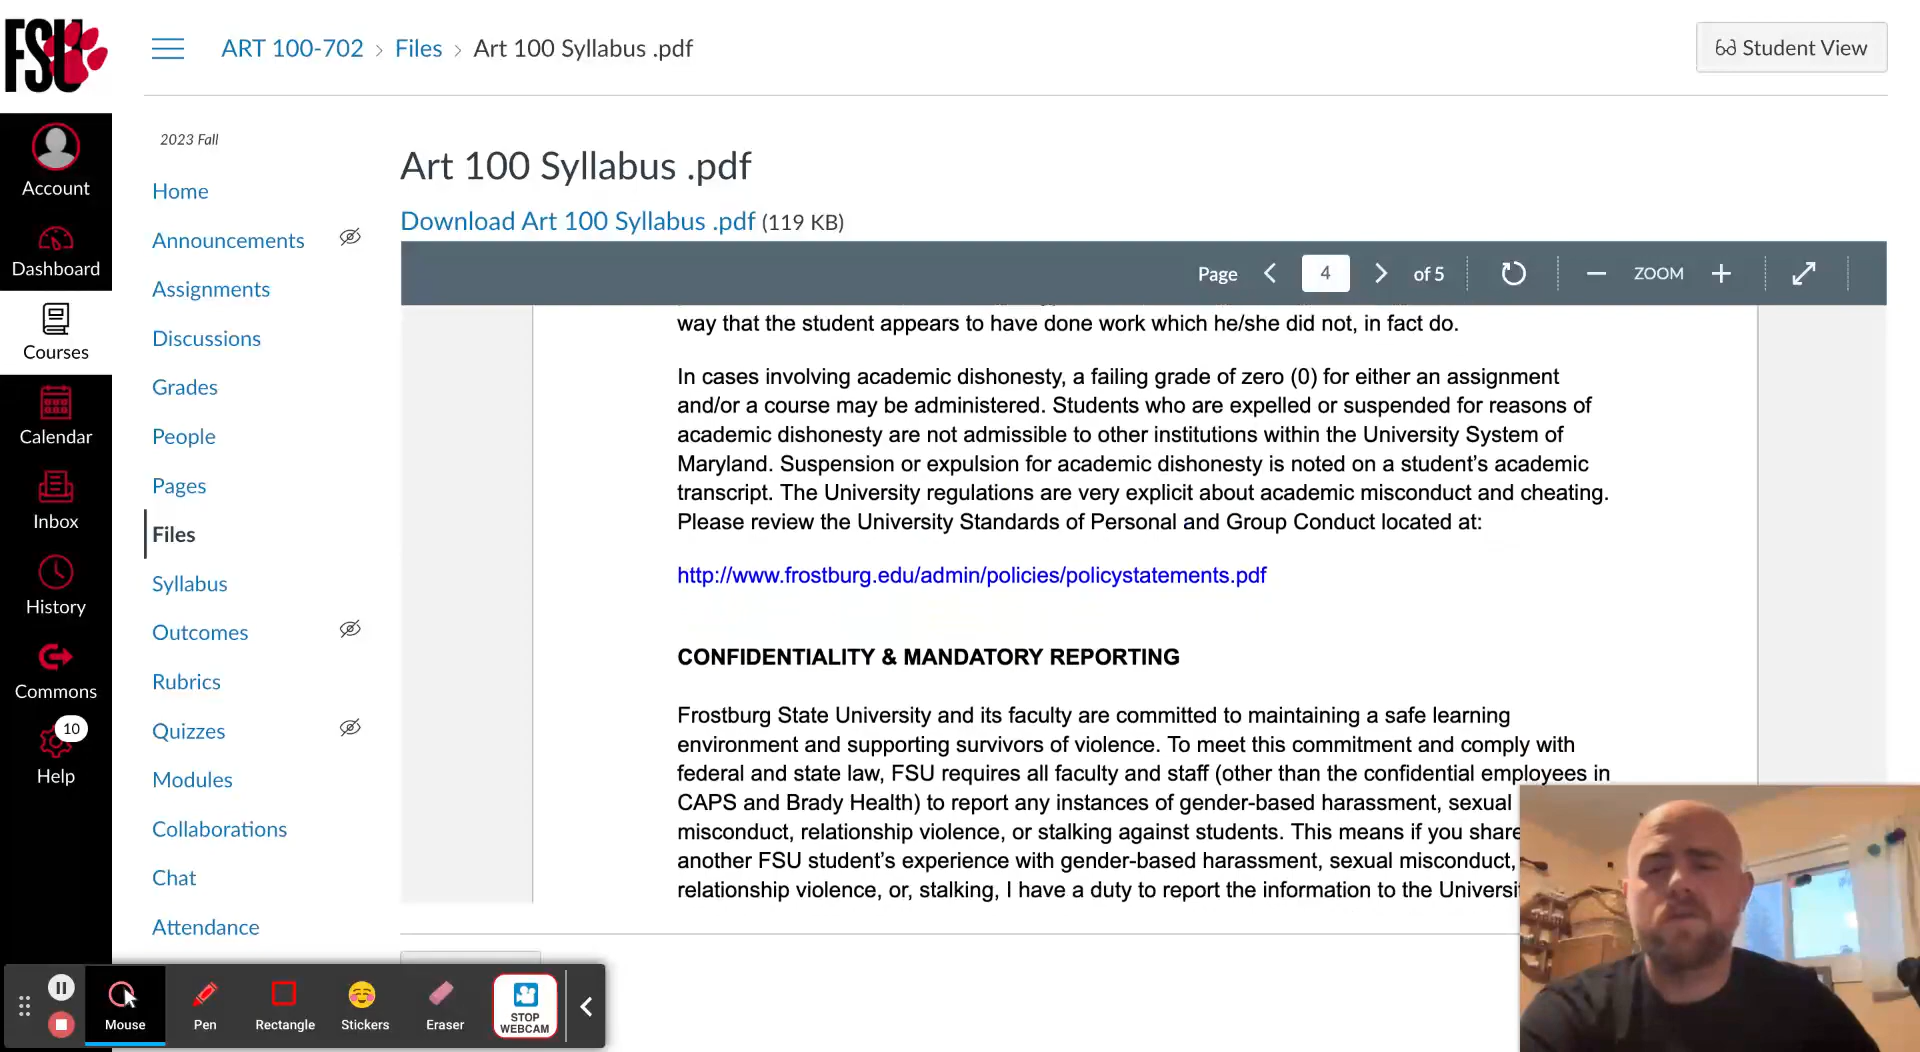 FSU
ART 100-702 > Files > Art 100 Syllabus .pdf
Student View
2023 Fall
Account
Dashboard
Courses
Calendar
Inbox
History
Commons
10
Help
Home
Announcements
Assignments
Discussions
Grades
People
Pages
Files
Syllabus
Outcomes
Rubrics
Quizzes
Modules
Collaborations
Chat
Attendance
Art 100 Syllabus .pdf
Download Art 100 Syllabus .pdf (119 KB)
Page 4 of 5 ZOOM
way that the student appears to have done work which he/she did not, in fact do.
In cases involving academic dishonesty, a failing grade of zero (0) for either an assignment
and/or a course may be administered. Students who are expelled or suspended for reasons of
academic dishonesty are not admissible to other institutions within the University System of
Maryland. Suspension or expulsion for academic dishonesty is noted on a student’s academic
transcript. The University regulations are very explicit about academic misconduct and cheating.
Please review the University Standards of Personal and Group Conduct located at:
http://www.frostburg.edu/admin/policies/policystatements.pdf
CONFIDENTIALITY & MANDATORY REPORTING
Frostburg State University and its faculty are committed to maintaining a safe learning
environment and supporting survivors of violence. To meet this commitment and comply with
federal and state law, FSU requires all faculty and staff (other than the confidential employees in
CAPS and Brady Health) to report any instances of gender-based harassment, sexual
misconduct, relationship violence, or stalking against students. This means if you share
another FSU student’s experience with gender-based harassment, sexual misconduct,
relationship violence, or, stalking, I have a duty to report the information to the Universi
Mouse
Pen
Rectangle
Stickers
Eraser
STOP
WEBCAM